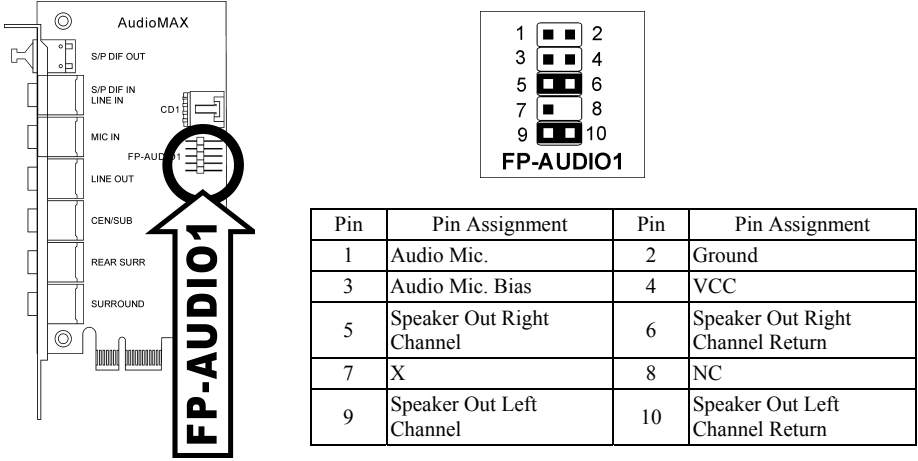 AudioMAX
S/P DIF OUT
S/P DIF IN
LINE IN
CD1
MIC IN
FP-AUDIO1
LINE OUT
CEN/SUB
REAR SURR
SURROUND
FP-AUDIO1
1 2
3 4
5 6
7 8
9 10
FP-AUDIO1
Pin Pin Assignment Pin Pin Assignment
1 Audio Mic. 2 Ground
3 Audio Mic. Bias 4 VCC
5 Speaker Out Right Channel 6 Speaker Out Right Channel Return
7 X 8 NC
9 Speaker Out Left Channel 10 Speaker Out Left Channel Return